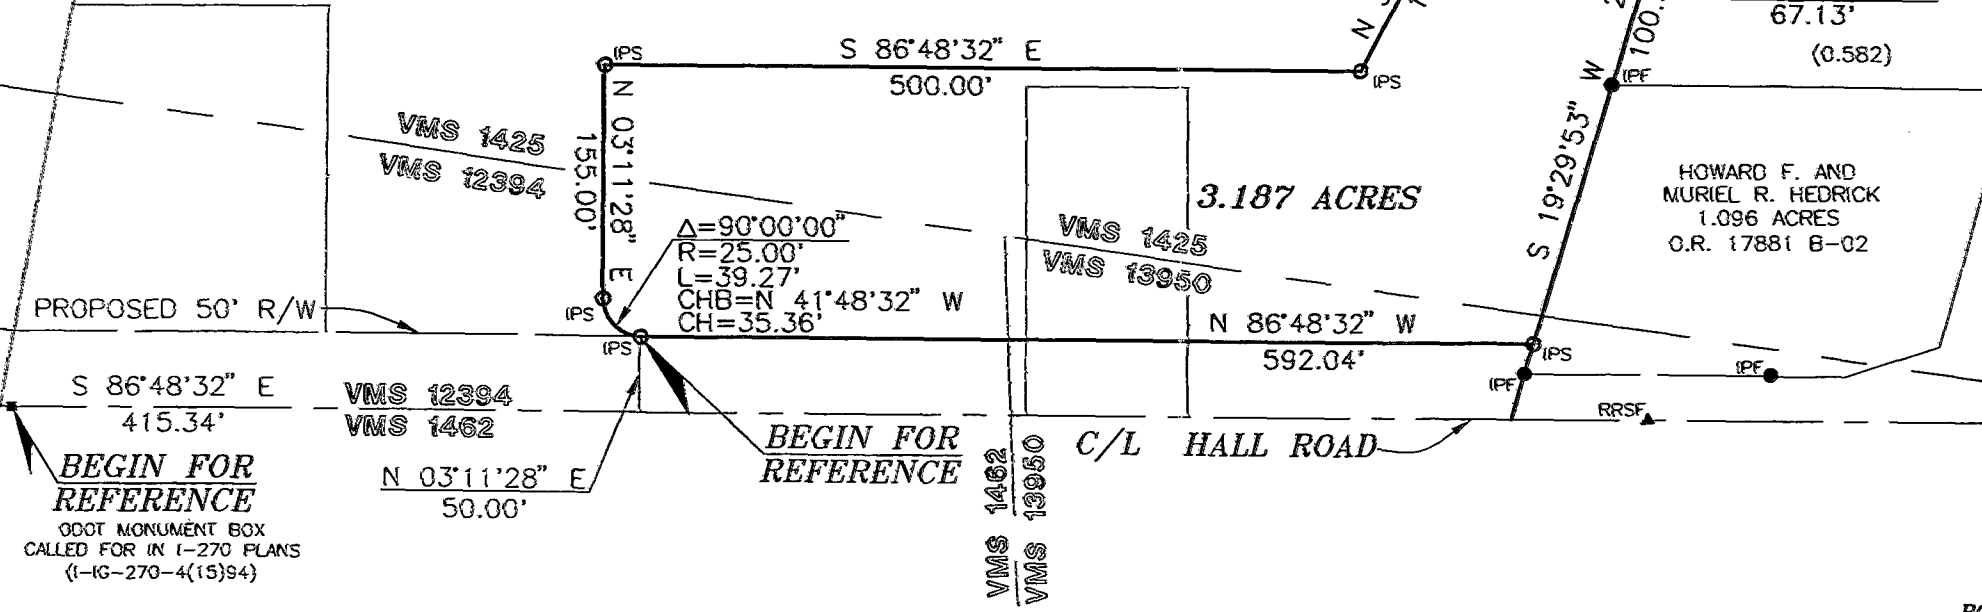 67.13'
(0.582)
100.
N
IPS
S 86°48'32" E
500.00'
IPS
W
IPF
N 03°11'28" E
155.00'
VMS 1425
VMS 12394
S 19°29'53"
HOWARD F. AND
MURIEL R. HEDRICK
1.096 ACRES
O.R. 17881 B-02
3.187 ACRES
Δ=90°00'00"
R=25.00'
L=39.27'
CHB=N 41°48'32" W
CH=35.36'
VMS 1425
VMS 13950
PROPOSED 50' R/W
IPS
IPS
N 86°48'32" W
592.04'
IPS
IPF
IPF
S 86°48'32" E
415.34'
VMS 12394
VMS 1462
RRSF
BEGIN FOR
REFERENCE
C/L HALL ROAD
BEGIN FOR
REFERENCE
ODOT MONUMENT BOX
CALLED FOR IN I-270 PLANS
(I-IG-270-4(15)94)
N 03°11'28" E
50.00'
VMS 1462
VMS 13950